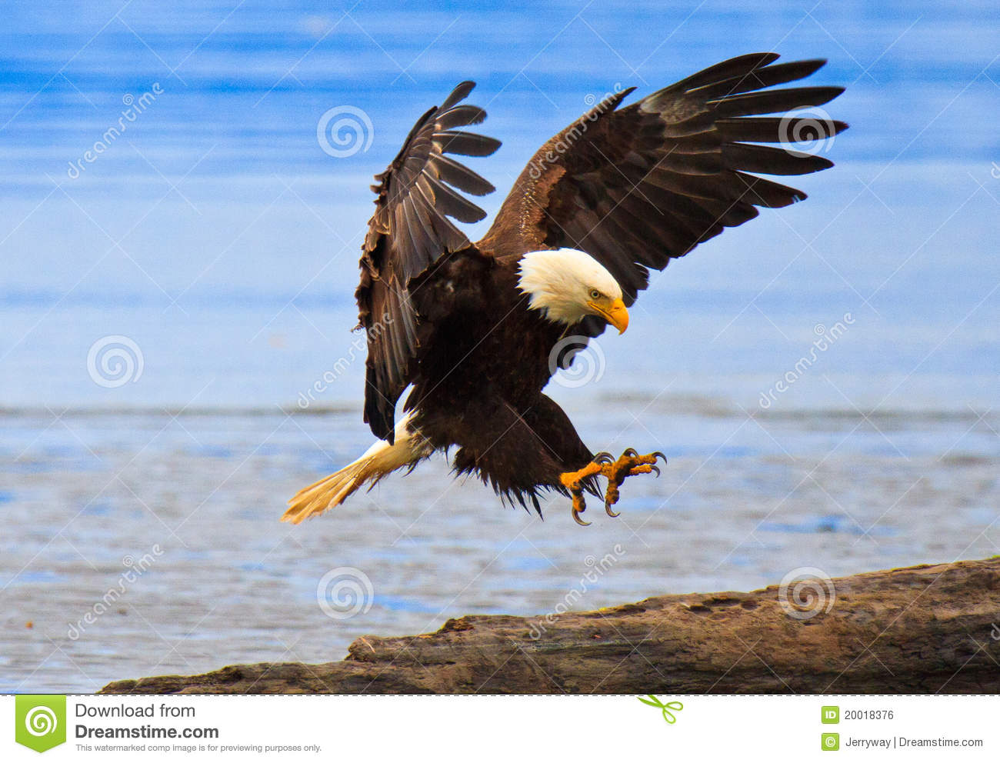 dreamstime
dreamstime
dreamstime
dreamstime
dreamstime
dreamstime
Download from
Dreamstime.com
This watermarked comp image is for previewing purposes only.
ID 20018376
© Jerryway | Dreamstime.com